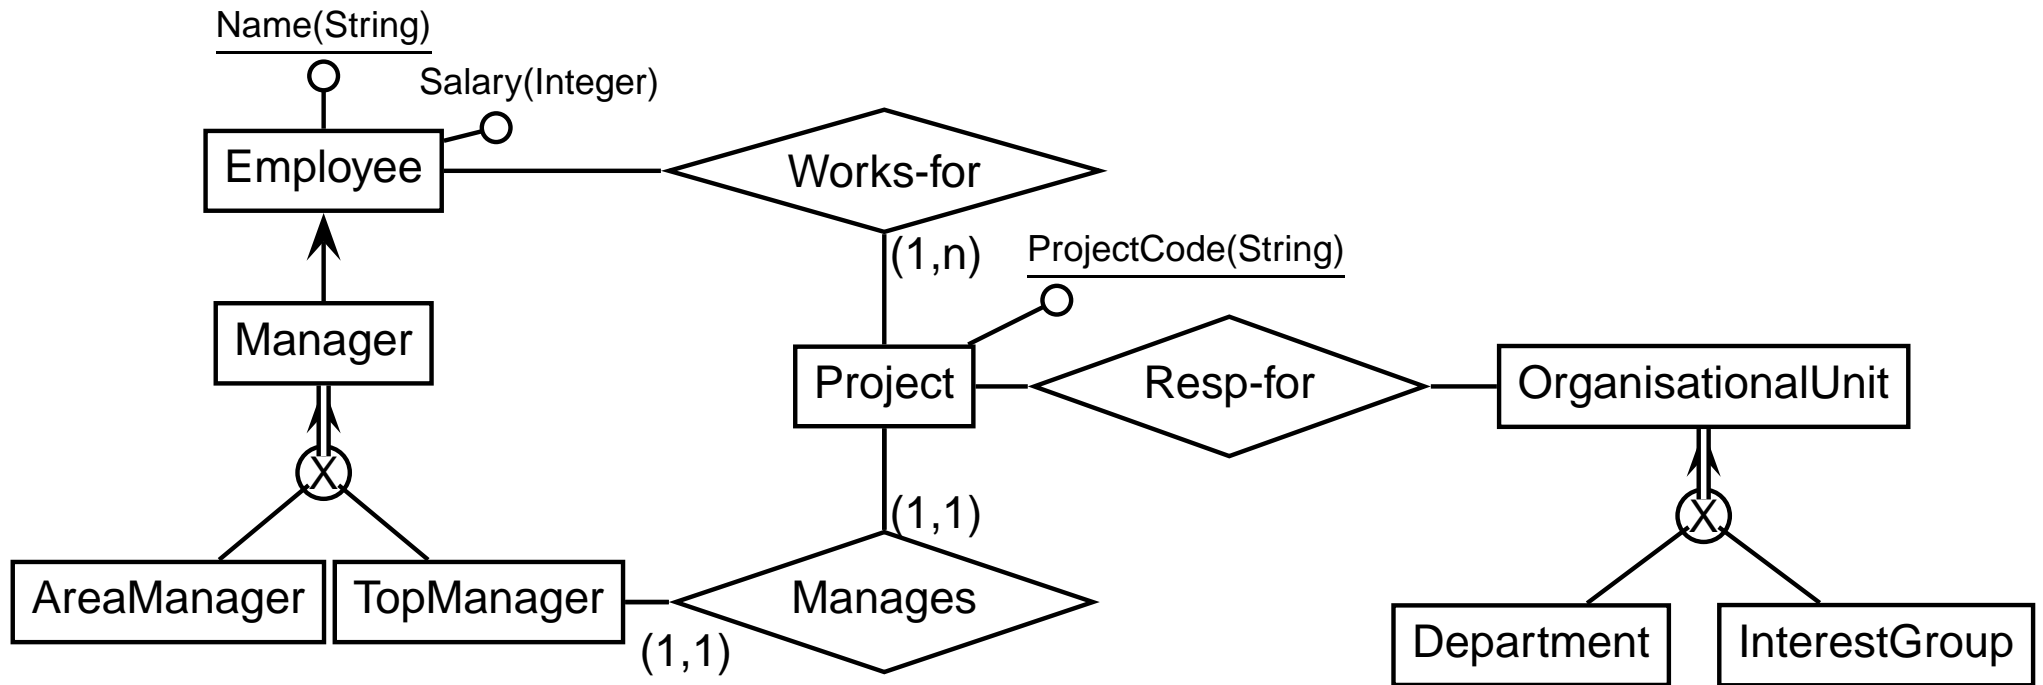 Name(String)
Salary(Integer)
Employee
Works-for
(1,n)
ProjectCode(String)
Manager
Project
Resp-for
OrganisationalUnit
X
(1,1)
X
AreaManager
TopManager
Manages
(1,1)
Department
InterestGroup